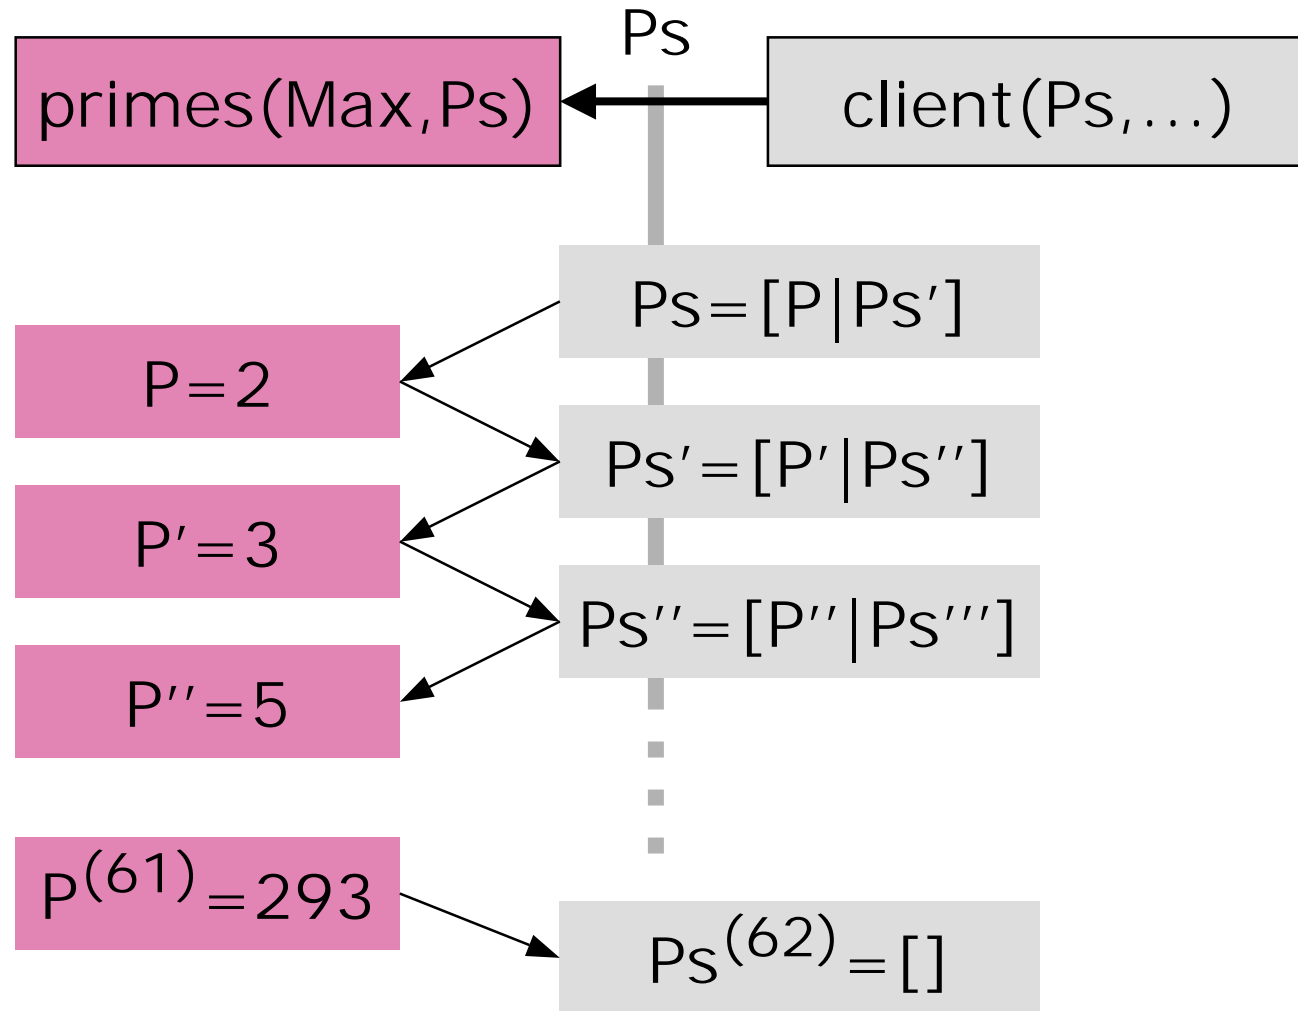 Ps
primes(Max,Ps)
client(Ps,...)
Ps=[P|Ps']
P=2
Ps'=[P'|Ps'']
P'=3
Ps''=[P''|Ps''']
P''=5
P(61)=293
Ps(62)=[]